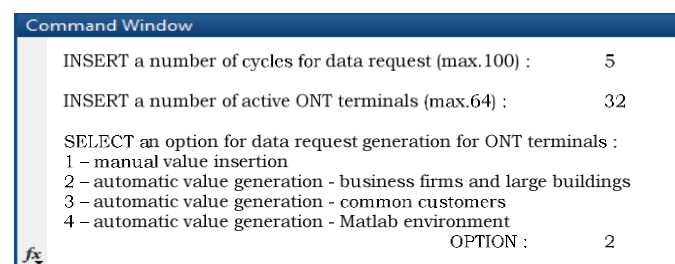 Command Window
INSERT a number of cycles for data request (max.100) : 5
INSERT a number of active ONT terminals (max.64) : 32
SELECT an option for data request generation for ONT terminals :
1 – manual value insertion
2 – automatic value generation - business firms and large buildings
3 – automatic value generation - common customers
4 – automatic value generation - Matlab environment
OPTION : 2
fx